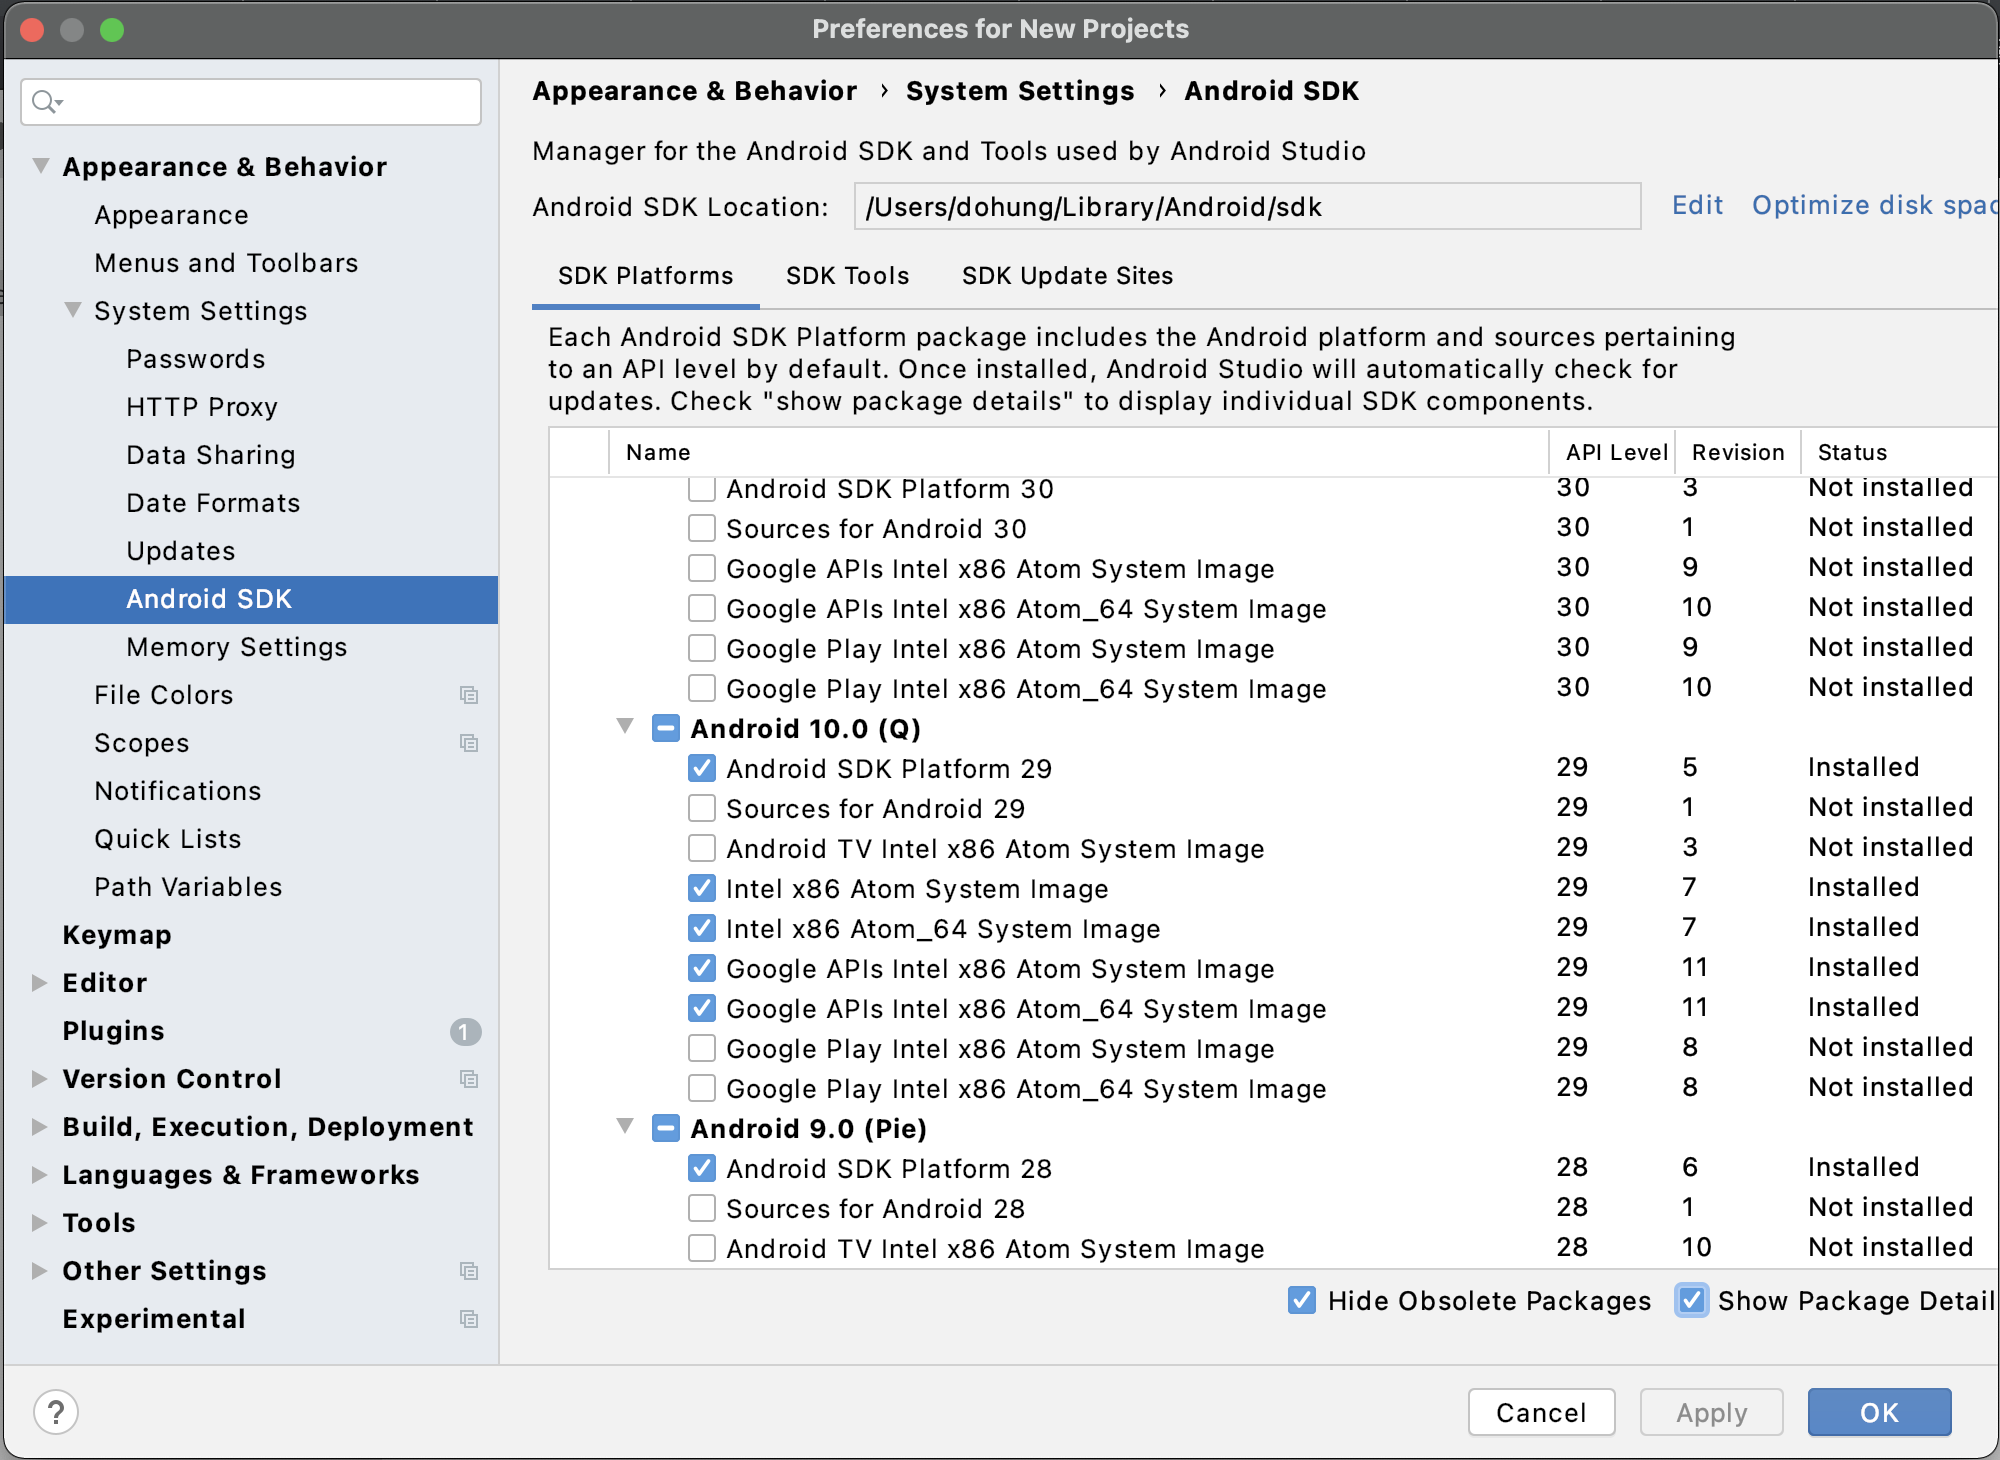 Preferences for New Projects
Appearance & Behavior
Appearance
Menus and Toolbars
System Settings
Passwords
HTTP Proxy
Data Sharing
Date Formats
Updates
Android SDK
Memory Settings
File Colors
Scopes
Notifications
Quick Lists
Path Variables
Keymap
Editor
Plugins 1
Version Control
Build, Execution, Deployment
Languages & Frameworks
Tools
Other Settings
Experimental
Appearance & Behavior › System Settings › Android SDK
Manager for the Android SDK and Tools used by Android Studio
Android SDK Location: /Users/dohung/Library/Android/sdk Edit Optimize disk spac
SDK Platforms SDK Tools SDK Update Sites
Each Android SDK Platform package includes the Android platform and sources pertaining
to an API level by default. Once installed, Android Studio will automatically check for
updates. Check "show package details" to display individual SDK components.
Name API Level Revision Status
Android SDK Platform 30 30 3 Not installed
Sources for Android 30 30 1 Not installed
Google APIs Intel x86 Atom System Image 30 9 Not installed
Google APIs Intel x86 Atom_64 System Image 30 10 Not installed
Google Play Intel x86 Atom System Image 30 9 Not installed
Google Play Intel x86 Atom_64 System Image 30 10 Not installed
Android 10.0 (Q)
Android SDK Platform 29 29 5 Installed
Sources for Android 29 29 1 Not installed
Android TV Intel x86 Atom System Image 29 3 Not installed
Intel x86 Atom System Image 29 7 Installed
Intel x86 Atom_64 System Image 29 7 Installed
Google APIs Intel x86 Atom System Image 29 11 Installed
Google APIs Intel x86 Atom_64 System Image 29 11 Installed
Google Play Intel x86 Atom System Image 29 8 Not installed
Google Play Intel x86 Atom_64 System Image 29 8 Not installed
Android 9.0 (Pie)
Android SDK Platform 28 28 6 Installed
Sources for Android 28 28 1 Not installed
Android TV Intel x86 Atom System Image 28 10 Not installed
Hide Obsolete Packages Show Package Detail
? Cancel Apply OK